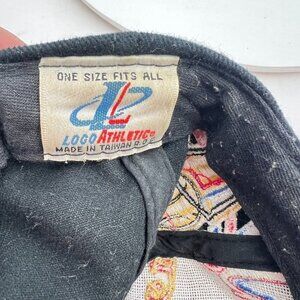 ONE SIZE FITS ALL
LOGO ATHLETIC
MADE IN TAIWAN R.O.C